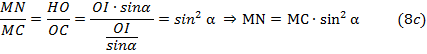 MN/MC = HO/OC = (OI · sinα)/(OI/sinα) = sin² α ⇒ MN = MC · sin² α (8c)